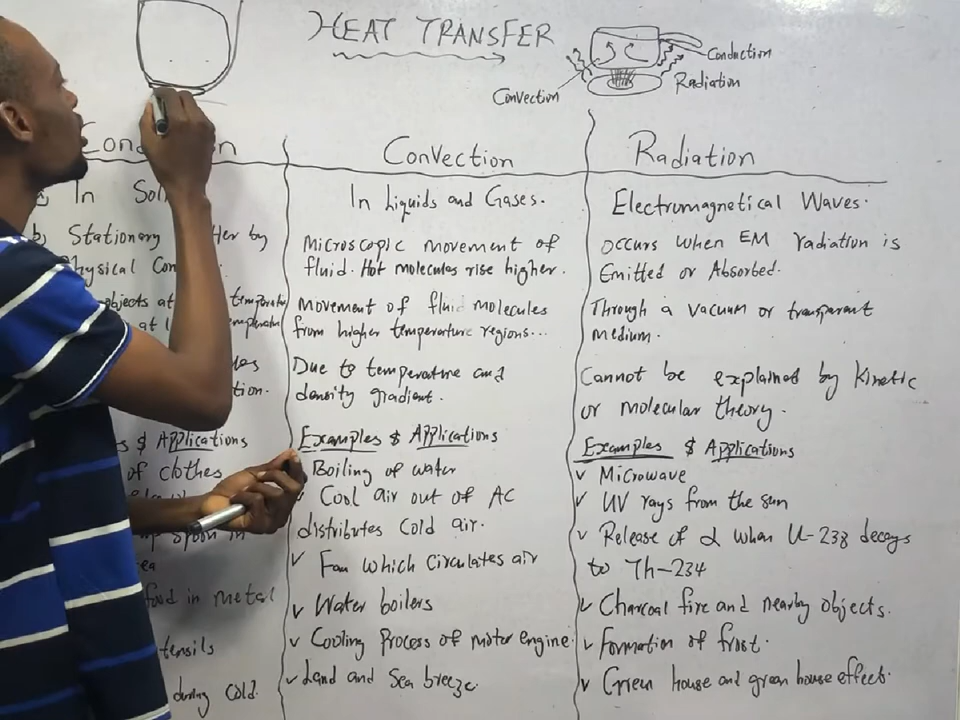 HEAT TRANSFER
Conduction
Convection
Radiation
Convection
Radiation
In
b) Stationary by
Physical
objects at temperature
at
tion.
& Applications
of clothes
spoon in
food in metal
tensils
during cold.
In Liquids and Gases.
Microscopic movement of
fluid. Hot molecules rise higher.
Movement of fluid molecules
from higher temperature regions...
Due to temperature and
density gradient.
Examples & Applications
Boiling of water
Cool air out of AC
distributes cold air.
v Fan which circulates air
v Water boilers
v Cooling Process of motor engine
v Land and Sea breeze
Electromagnetical Waves.
Occurs when EM radiation is
Emitted or Absorbed.
Through a vacuum or transparent
medium.
Cannot be explained by Kinetic
or molecular theory.
Examples & Applications
v Microwave
v UV rays from the sun
v Release of α when U-238 decays
to Th-234
v Charcoal fire and nearby objects.
v Formation of frost.
v Green house and green house effect.